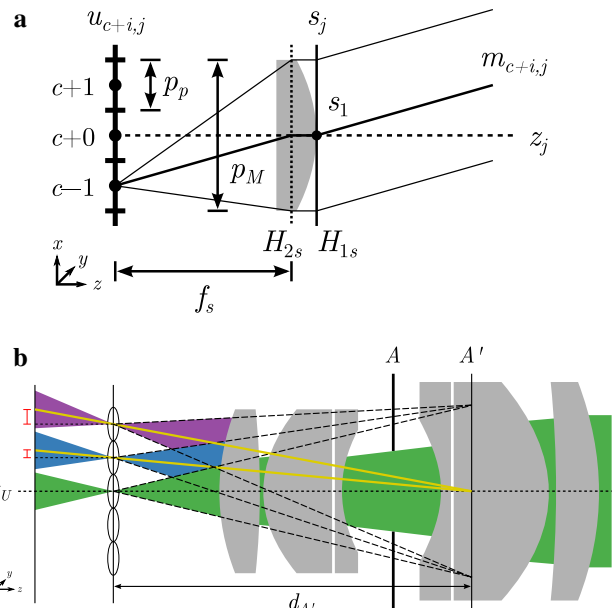 a
u_{c+i,j}
s_j
m_{c+i,j}
c+1
p_p
s_1
c+0
z_j
c−1
p_M
H_{2s}
H_{1s}
x
y
z
f_s
b
A
A′
U
y
z
d_{A′}